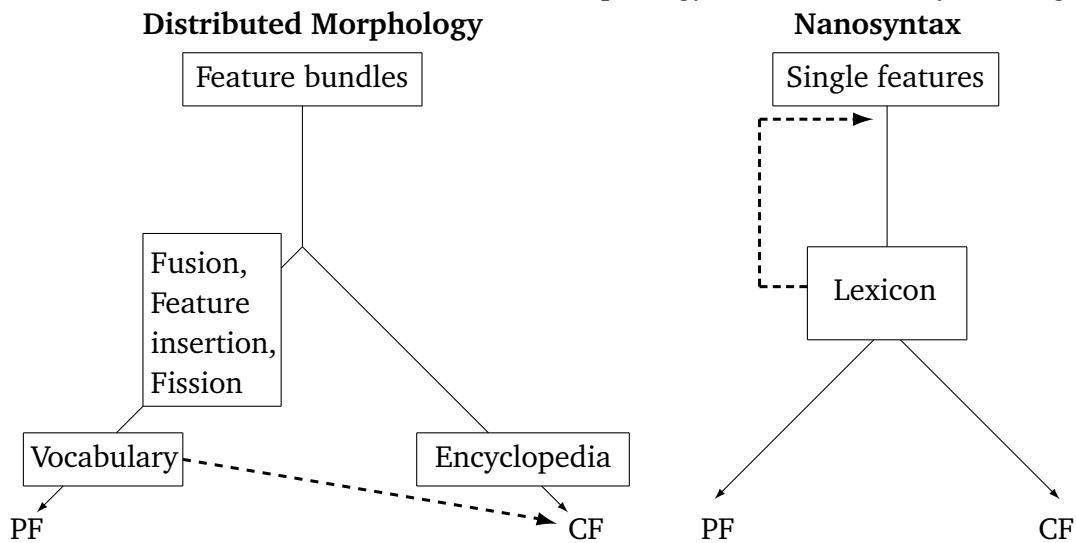 Distributed Morphology
Feature bundles
Fusion,
Feature
insertion,
Fission
Vocabulary
Encyclopedia
PF
CF
Nanosyntax
Single features
Lexicon
PF
CF